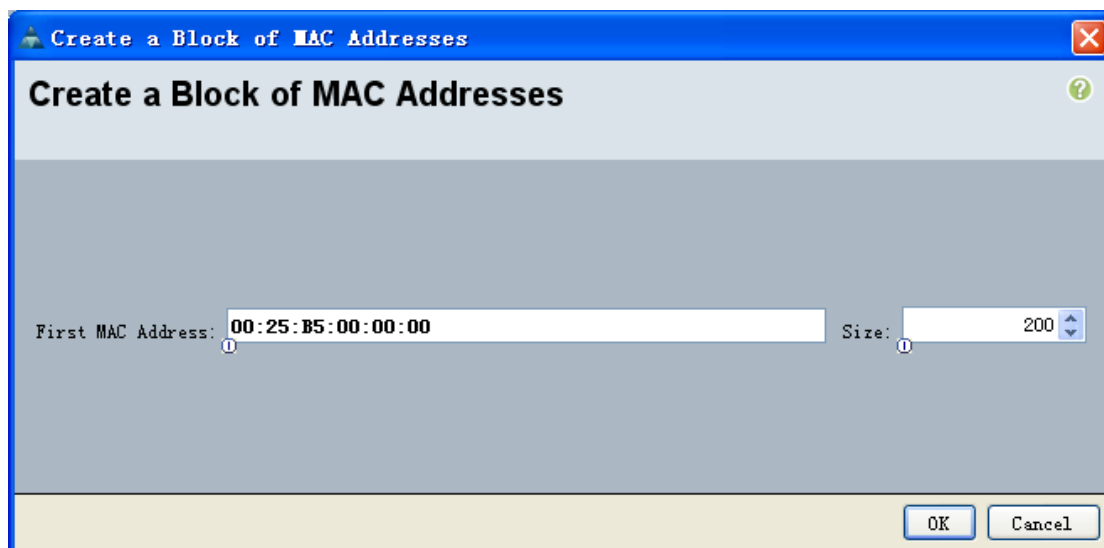 Create a Block of MAC Addresses
Create a Block of MAC Addresses
First MAC Address: 00:25:B5:00:00:00 Size: 200
OK Cancel